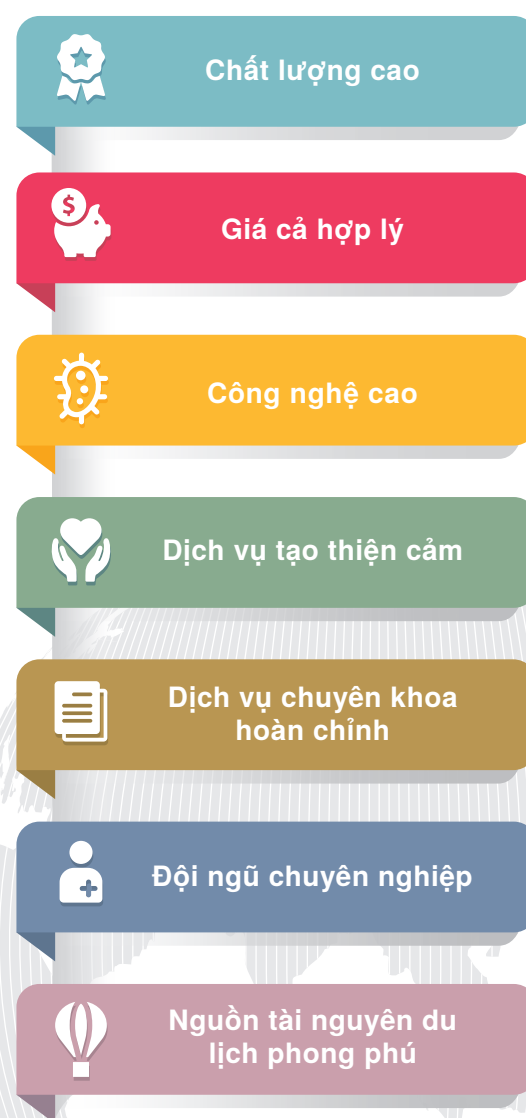 Chất lượng cao
Giá cả hợp lý
Công nghệ cao
Dịch vụ tạo thiện cảm
Dịch vụ chuyên khoa
hoàn chỉnh
Đội ngũ chuyên nghiệp
Nguồn tài nguyên du
lịch phong phú